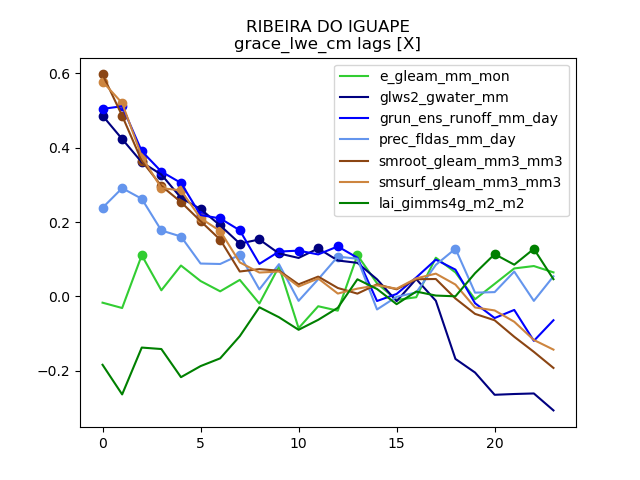 RIBEIRA DO IGUAPE
grace_lwe_cm lags [X]
e_gleam_mm_mon
glws2_gwater_mm
grun_ens_runoff_mm_day
prec_fldas_mm_day
smroot_gleam_mm3_mm3
smsurf_gleam_mm3_mm3
lai_gimms4g_m2_m2
0.6
0.4
0.2
0.0
−0.2
0 5 10 15 20